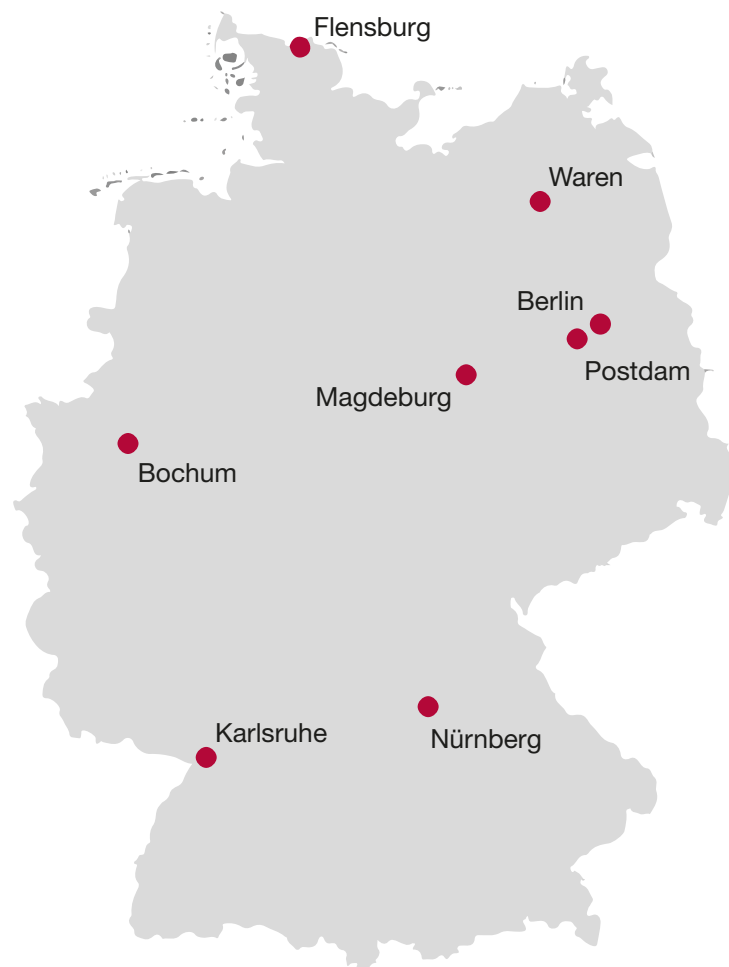 Flensburg
Waren
Berlin
Postdam
Magdeburg
Bochum
Karlsruhe
Nürnberg